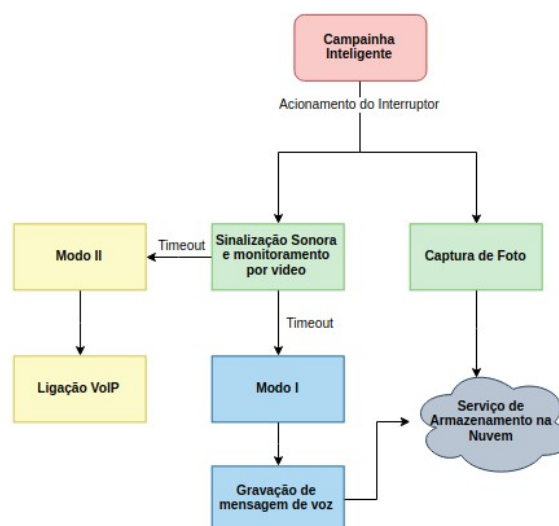 Campainha
Inteligente
Acionamento do Interruptor
Modo II
Timeout
Sinalização Sonora
e monitoramento
por video
Captura de Foto
Timeout
Ligação VoIP
Modo I
Serviço de
Armazenamento na
Nuvem
Gravação de
mensagem de voz